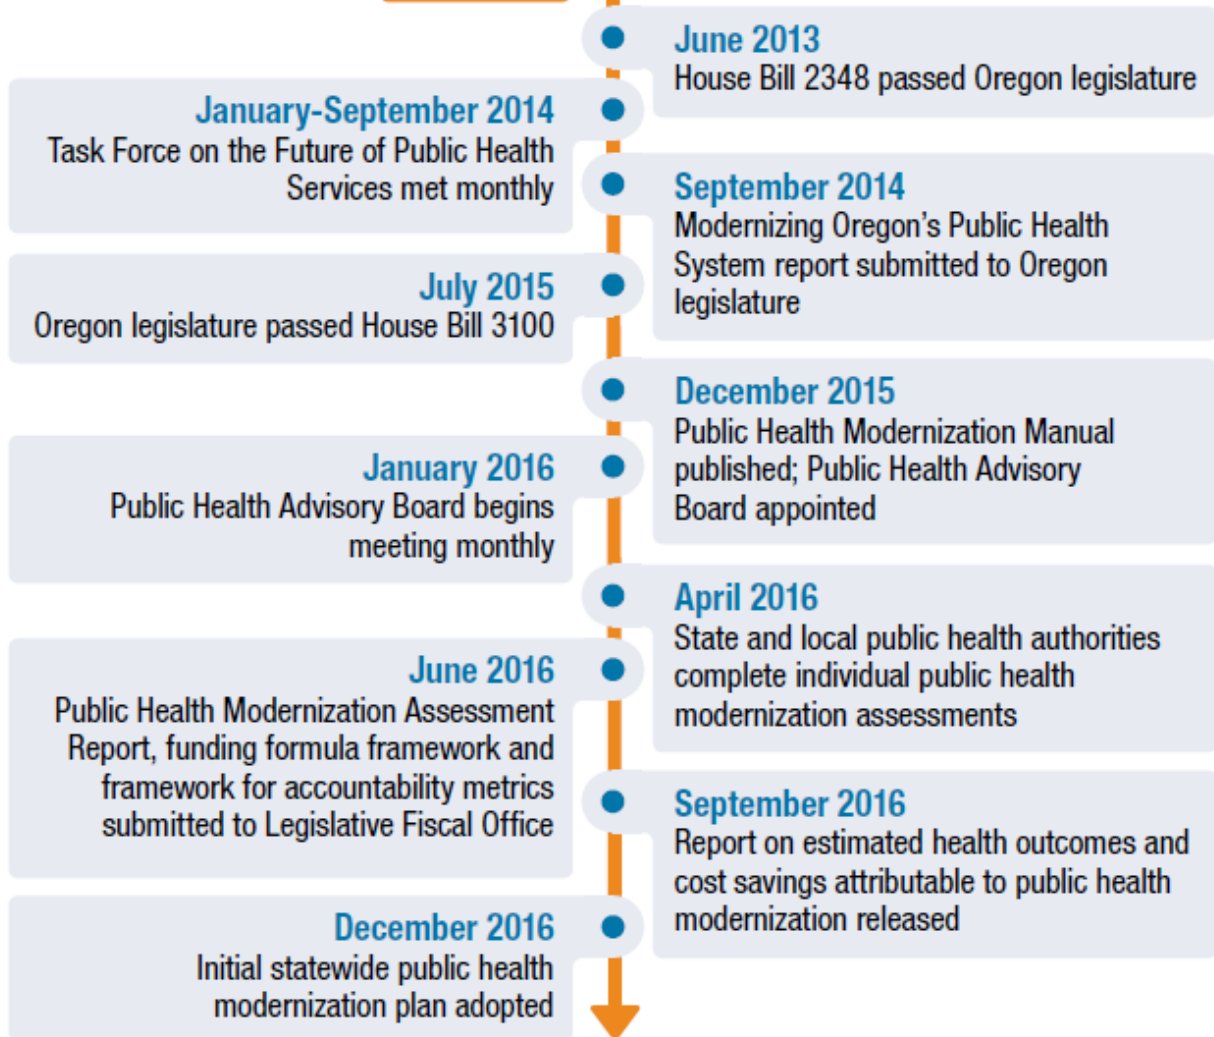 June 2013
House Bill 2348 passed Oregon legislature
January-September 2014
Task Force on the Future of Public Health
Services met monthly
September 2014
Modernizing Oregon’s Public Health
System report submitted to Oregon
legislature
July 2015
Oregon legislature passed House Bill 3100
December 2015
Public Health Modernization Manual
published; Public Health Advisory
Board appointed
January 2016
Public Health Advisory Board begins
meeting monthly
April 2016
State and local public health authorities
complete individual public health
modernization assessments
June 2016
Public Health Modernization Assessment
Report, funding formula framework and
framework for accountability metrics
submitted to Legislative Fiscal Office
September 2016
Report on estimated health outcomes and
cost savings attributable to public health
modernization released
December 2016
Initial statewide public health
modernization plan adopted